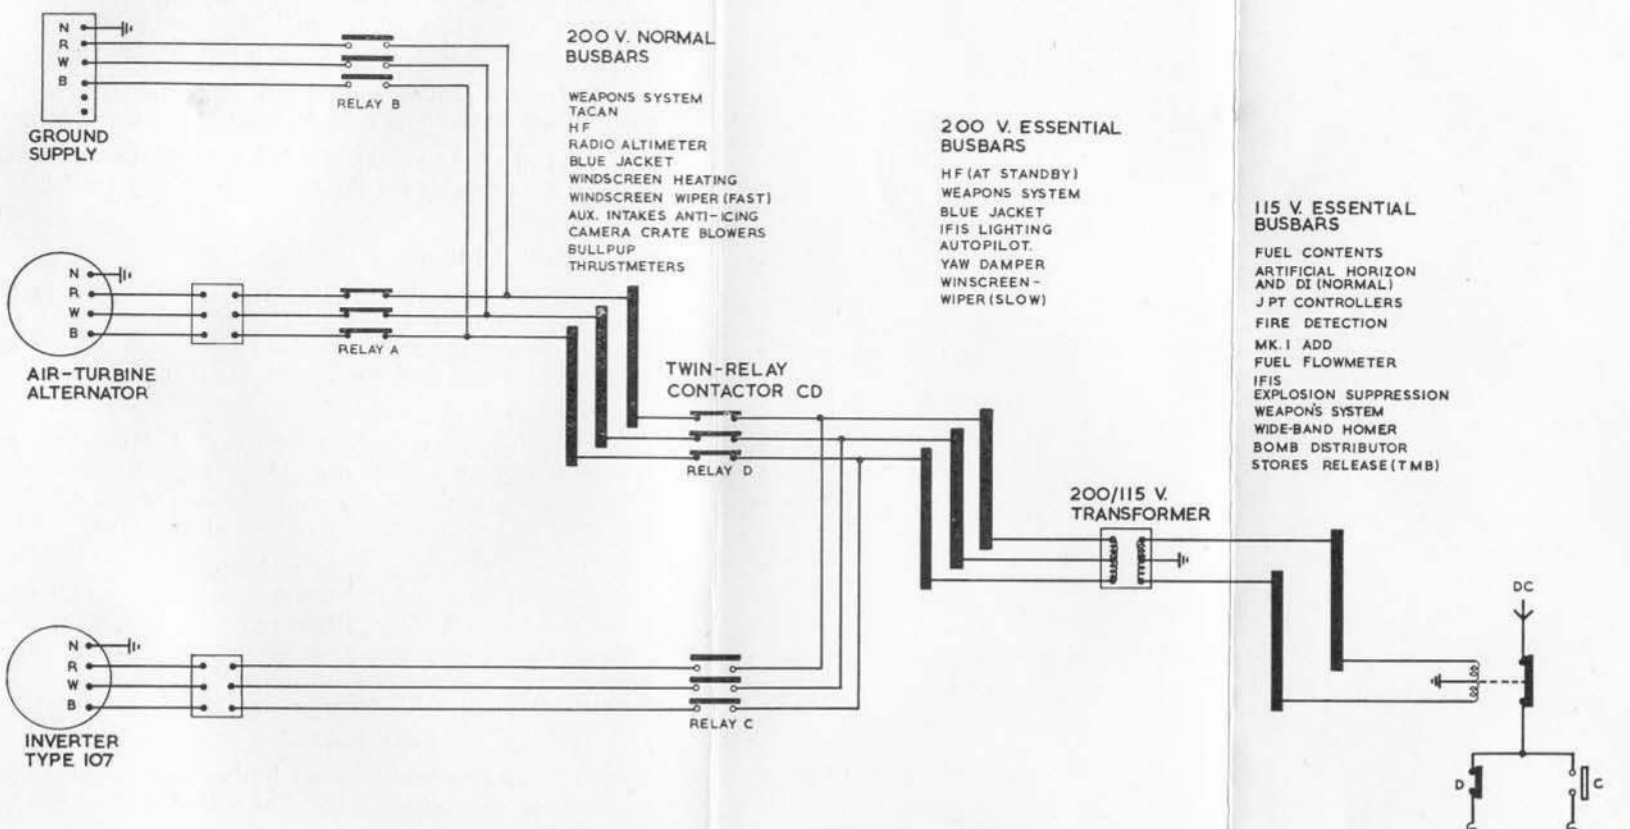 N
R
W
B
GROUND
SUPPLY
RELAY B
200 V. NORMAL
BUSBARS
WEAPONS SYSTEM
TACAN
HF
RADIO ALTIMETER
BLUE JACKET
WINDSCREEN HEATING
WINDSCREEN WIPER (FAST)
AUX. INTAKES ANTI-ICING
CAMERA CRATE BLOWERS
BULLPUP
THRUSTMETERS
200 V. ESSENTIAL
BUSBARS
HF (AT STANDBY)
WEAPONS SYSTEM
BLUE JACKET
IFIS LIGHTING
AUTOPILOT.
YAW DAMPER
WINSCREEN-
WIPER (SLOW)
115 V. ESSENTIAL
BUSBARS
FUEL CONTENTS
ARTIFICIAL HORIZON
AND DI (NORMAL)
JPT CONTROLLERS
FIRE DETECTION
MK.I ADD
FUEL FLOWMETER
IFIS
EXPLOSION SUPPRESSION
WEAPON'S SYSTEM
WIDE-BAND HOMER
BOMB DISTRIBUTOR
STORES RELEASE (TMB)
N
R
W
B
AIR-TURBINE
ALTERNATOR
RELAY A
TWIN-RELAY
CONTACTOR CD
RELAY D
200/115 V.
TRANSFORMER
N
R
W
B
INVERTER
TYPE 107
RELAY C
DC
D
C